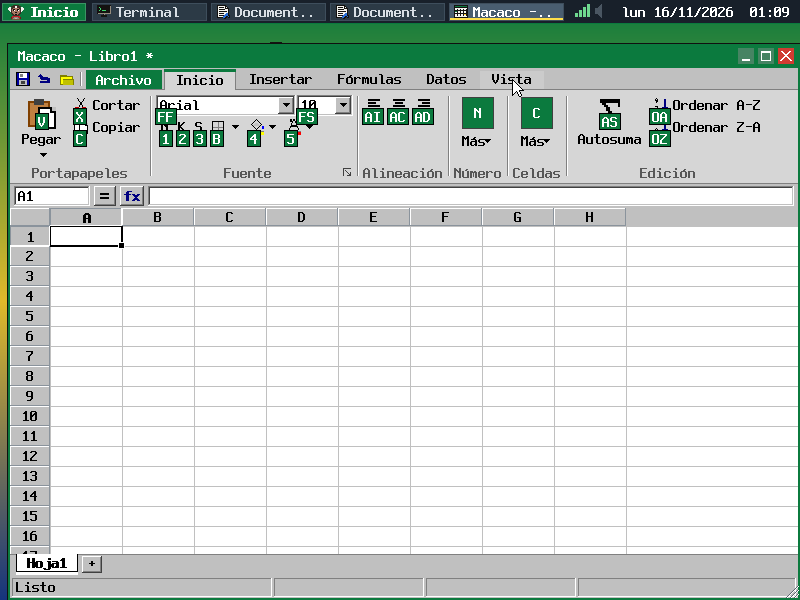 Inicio Terminal Document.. Document.. Macaco -.. lun 16/11/2026 01:09
Macaco - Libro1 *
Archivo Inicio Insertar Fórmulas Datos Vista
Pegar V
X Cortar
C Copiar
Portapapeles
Arial 10
FF FS
N K S
1 2 3 B 4 5
Fuente
AI AC AD
Alineación
N
Más
Número
C
Más
Celdas
AS
Autosuma
OA Ordenar A-Z
OZ Ordenar Z-A
Edición
A1 = fx
A B C D E F G H
1
2
3
4
5
6
7
8
9
10
11
12
13
14
15
16
17
Hoja1 +
Listo